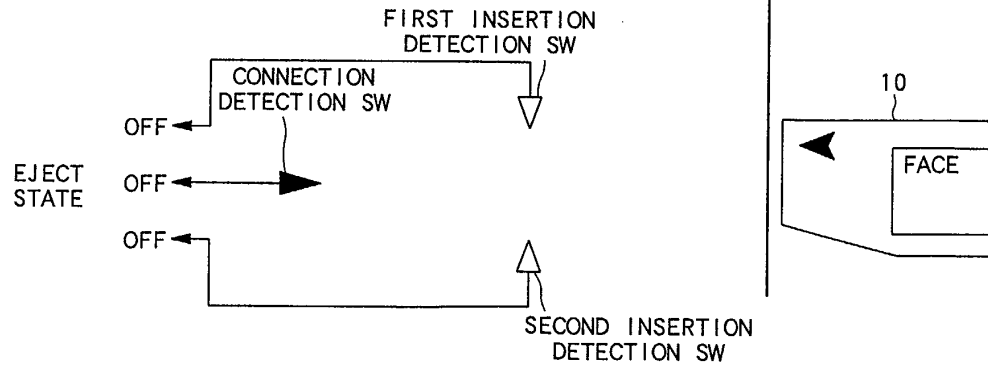 FIRST INSERTION
DETECTION SW
CONNECTION
DETECTION SW
10
OFF
FACE
EJECT
STATE
OFF
OFF
SECOND INSERTION
DETECTION SW